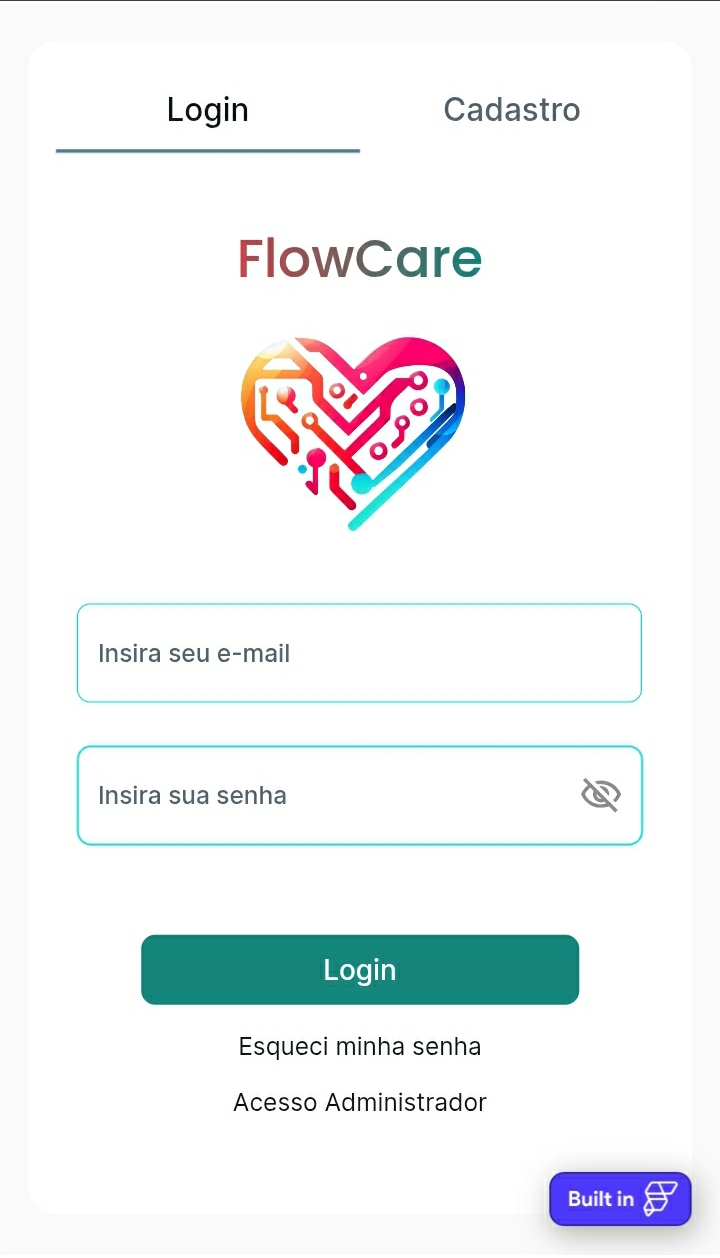 Login
Cadastro
FlowCare
Insira seu e-mail
Insira sua senha
Login
Esqueci minha senha
Acesso Administrador
Built in